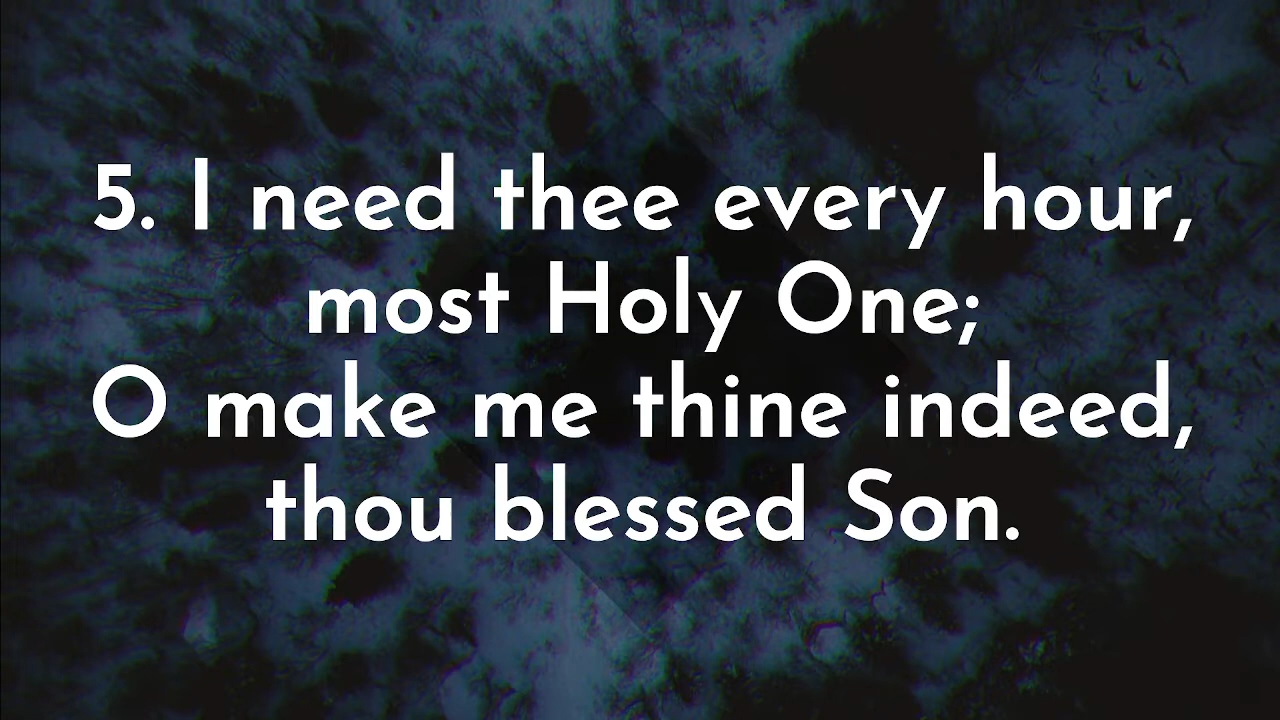 5. I need thee every hour,
most Holy One;
O make me thine indeed,
thou blessed Son.